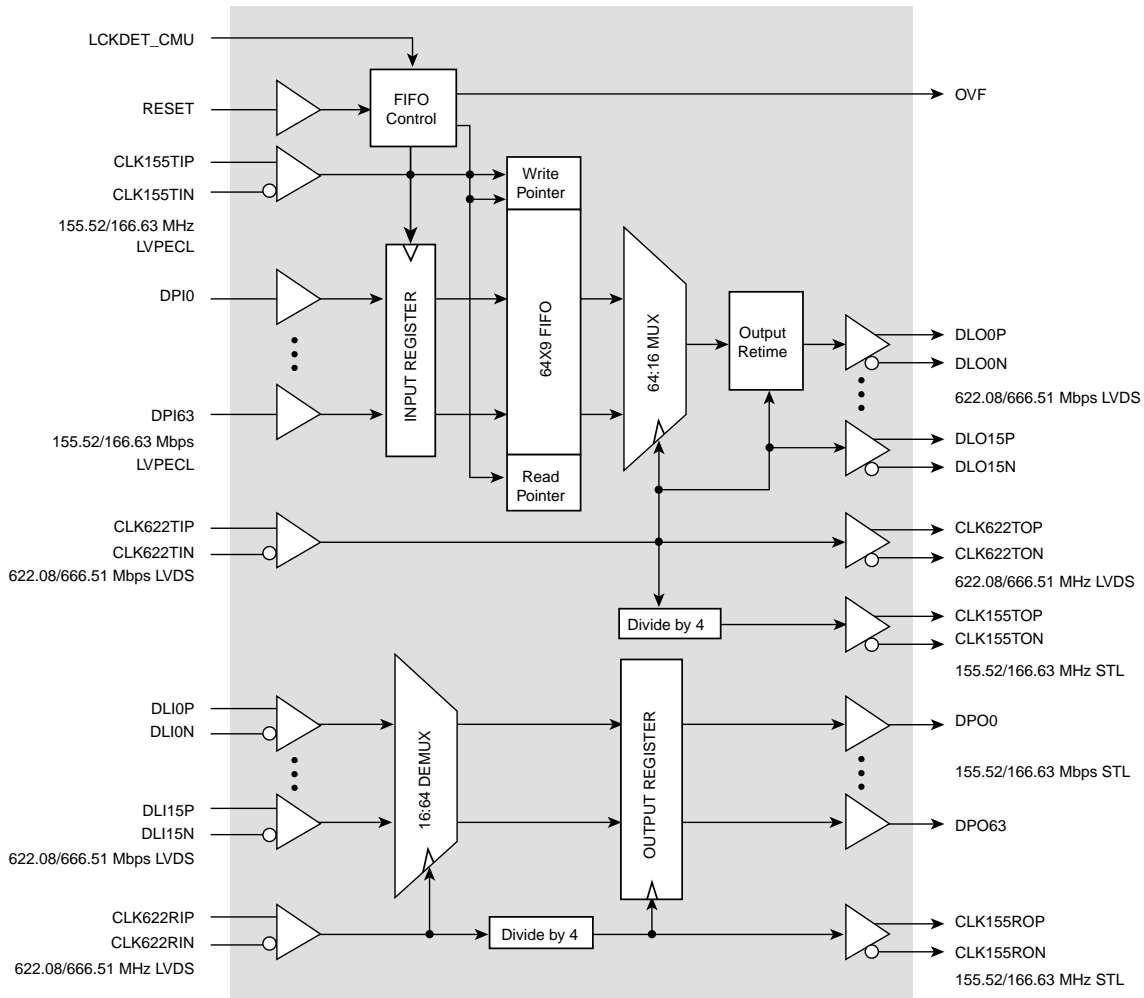 LCKDET_CMU
RESET
FIFO
Control
OVF
CLK155TIP
CLK155TIN
155.52/166.63 MHz
LVPECL
Write
Pointer
DPI0
INPUT REGISTER
64X9 FIFO
64:16 MUX
Output
Retime
DLO0P
DLO0N
622.08/666.51 Mbps LVDS
DPI63
155.52/166.63 Mbps
LVPECL
DLO15P
DLO15N
Read
Pointer
CLK622TIP
CLK622TIN
622.08/666.51 Mbps LVDS
CLK622TOP
CLK622TON
622.08/666.51 MHz LVDS
Divide by 4
CLK155TOP
CLK155TON
155.52/166.63 MHz STL
DLI0P
DLI0N
16:64 DEMUX
OUTPUT REGISTER
DPO0
155.52/166.63 Mbps STL
DLI15P
DLI15N
622.08/666.51 Mbps LVDS
DPO63
CLK622RIP
CLK622RIN
622.08/666.51 MHz LVDS
Divide by 4
CLK155ROP
CLK155RON
155.52/166.63 MHz STL